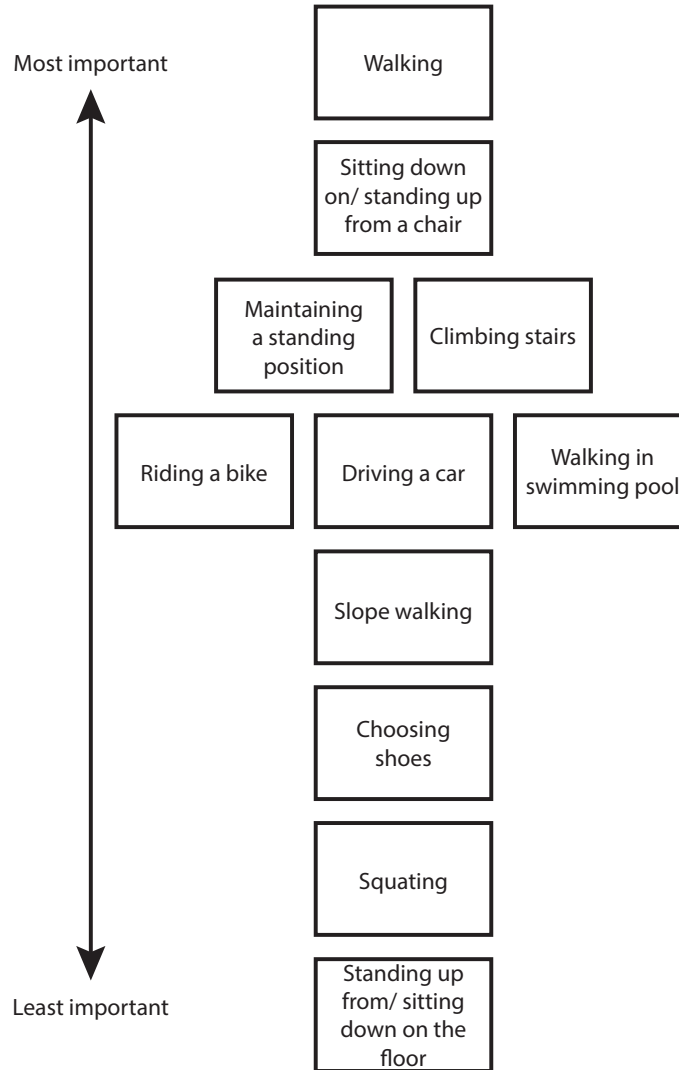 Most important
Walking
Sitting down
on/ standing up
from a chair
Maintaining
a standing
position
Climbing stairs
Riding a bike
Driving a car
Walking in
swimming pool
Slope walking
Choosing
shoes
Squating
Least important
Standing up
from/ sitting
down on the
floor